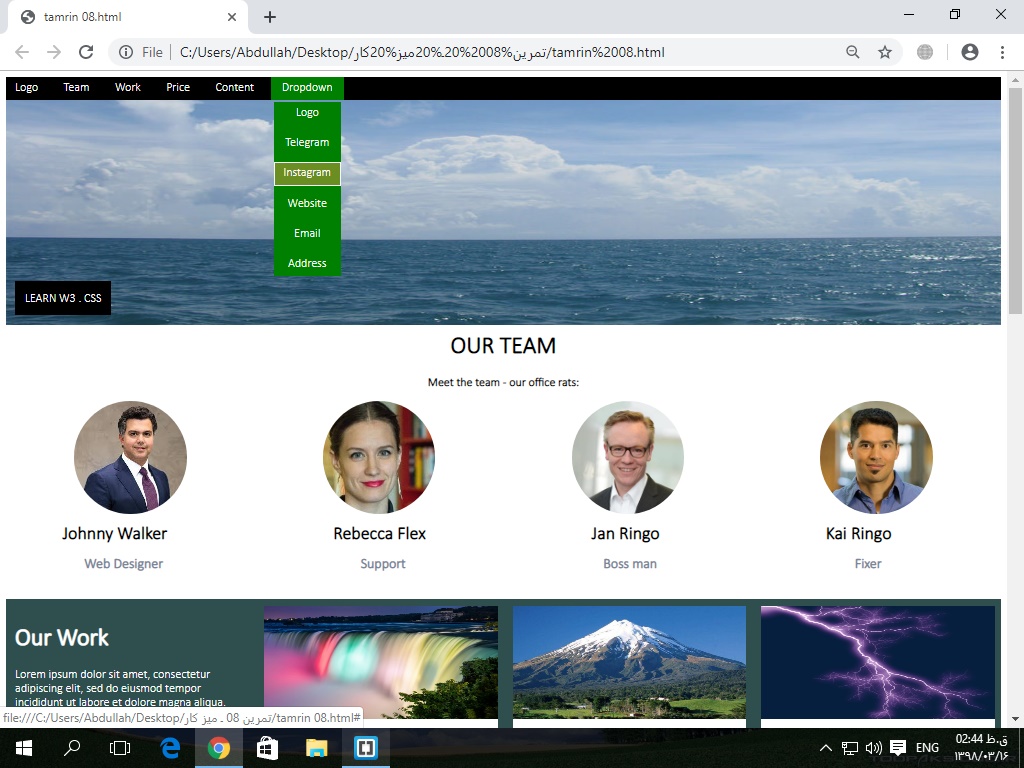 tamrin 08.html
File
C:/Users/Abdullah/Desktop/تمرین%2008%20ـ%20میز%20کار/tamrin%2008.html
Logo Team Work Price Content Dropdown
Logo
Telegram
Instagram
Website
Email
Address
LEARN W3 . CSS
OUR TEAM
Meet the team - our office rats:
Johnny Walker Rebecca Flex Jan Ringo Kai Ringo
Web Designer Support Boss man Fixer
Our Work
Lorem ipsum dolor sit amet, consectetur
adipiscing elit, sed do eiusmod tempor
incididunt ut labore et dolore magna aliqua.
file:///C:/Users/Abdullah/Desktop/تمرین 08 ـ میز کار/tamrin 08.html#
ENG
02:44 ق.ظ
۱۳۹۸/۰۳/۱۶